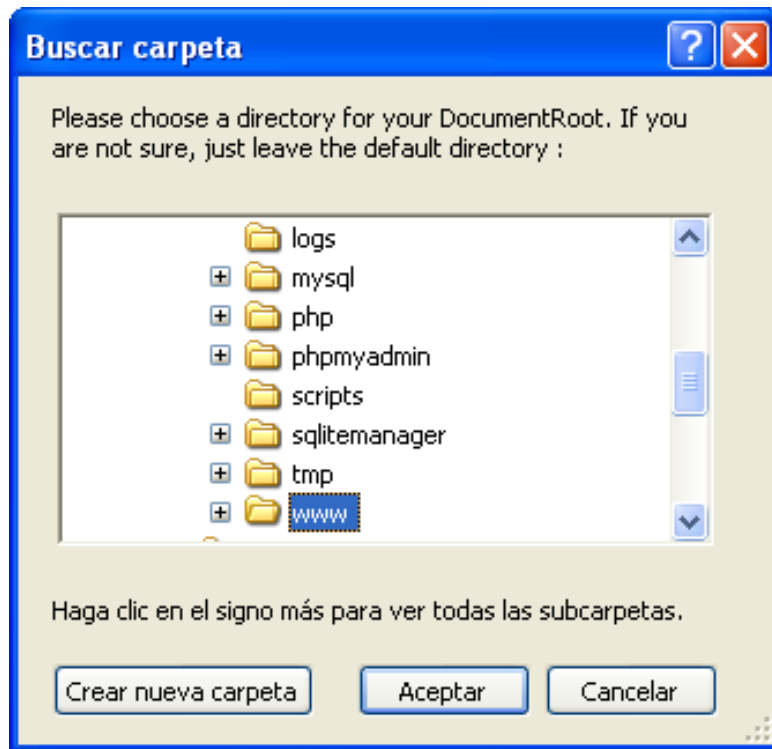 Buscar carpeta
Please choose a directory for your DocumentRoot. If you
are not sure, just leave the default directory :
logs
mysql
php
phpmyadmin
scripts
sqlitemanager
tmp
www
Haga clic en el signo más para ver todas las subcarpetas.
Crear nueva carpeta
Aceptar
Cancelar